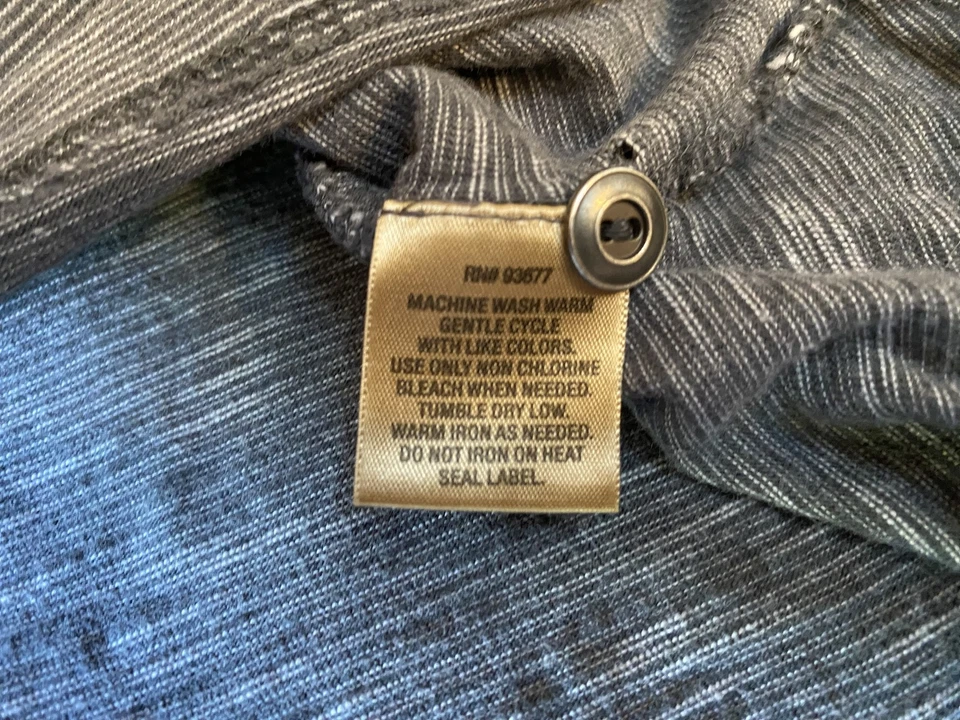 RN# 93677
MACHINE WASH WARM
GENTLE CYCLE
WITH LIKE COLORS.
USE ONLY NON CHLORINE
BLEACH WHEN NEEDED.
TUMBLE DRY LOW.
WARM IRON AS NEEDED.
DO NOT IRON ON HEAT
SEAL LABEL.